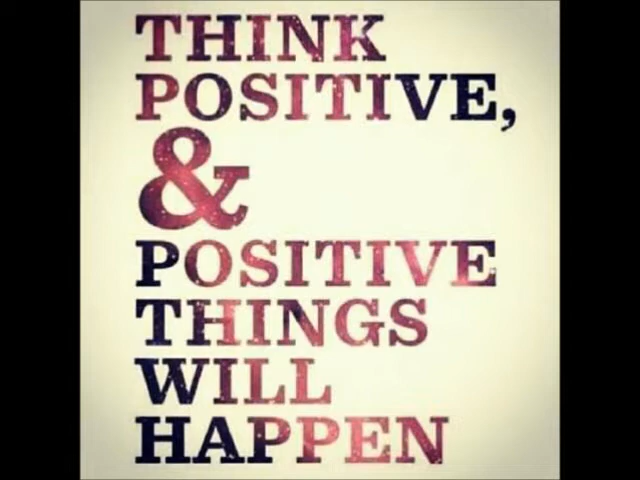 THINK
POSITIVE,
&
POSITIVE
THINGS
WILL
HAPPEN